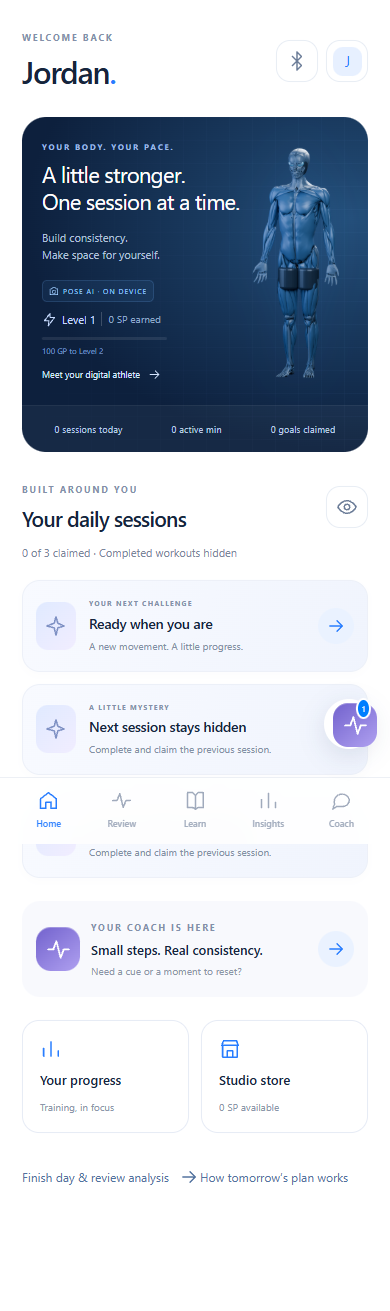 WELCOME BACK
Jordan.
J
YOUR BODY. YOUR PACE.
A little stronger.
One session at a time.
Build consistency.
Make space for yourself.
POSE AI · ON DEVICE
Level 1
0 SP earned
100 GP to Level 2
Meet your digital athlete
0 sessions today
0 active min
0 goals claimed
BUILT AROUND YOU
Your daily sessions
0 of 3 claimed · Completed workouts hidden
YOUR NEXT CHALLENGE
Ready when you are
A new movement. A little progress.
A LITTLE MYSTERY
Next session stays hidden
Complete and claim the previous session.
1
Home
Review
Learn
Insights
Coach
Complete and claim the previous session.
YOUR COACH IS HERE
Small steps. Real consistency.
Need a cue or a moment to reset?
Your progress
Training, in focus
Studio store
0 SP available
Finish day & review analysis
How tomorrow's plan works